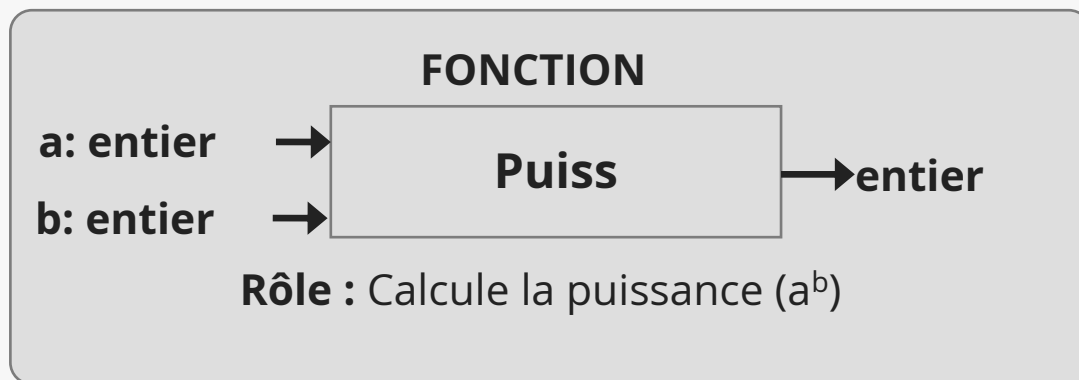 FONCTION
a: entier
Puiss
entier
b: entier
Rôle : Calcule la puissance (aᵇ)